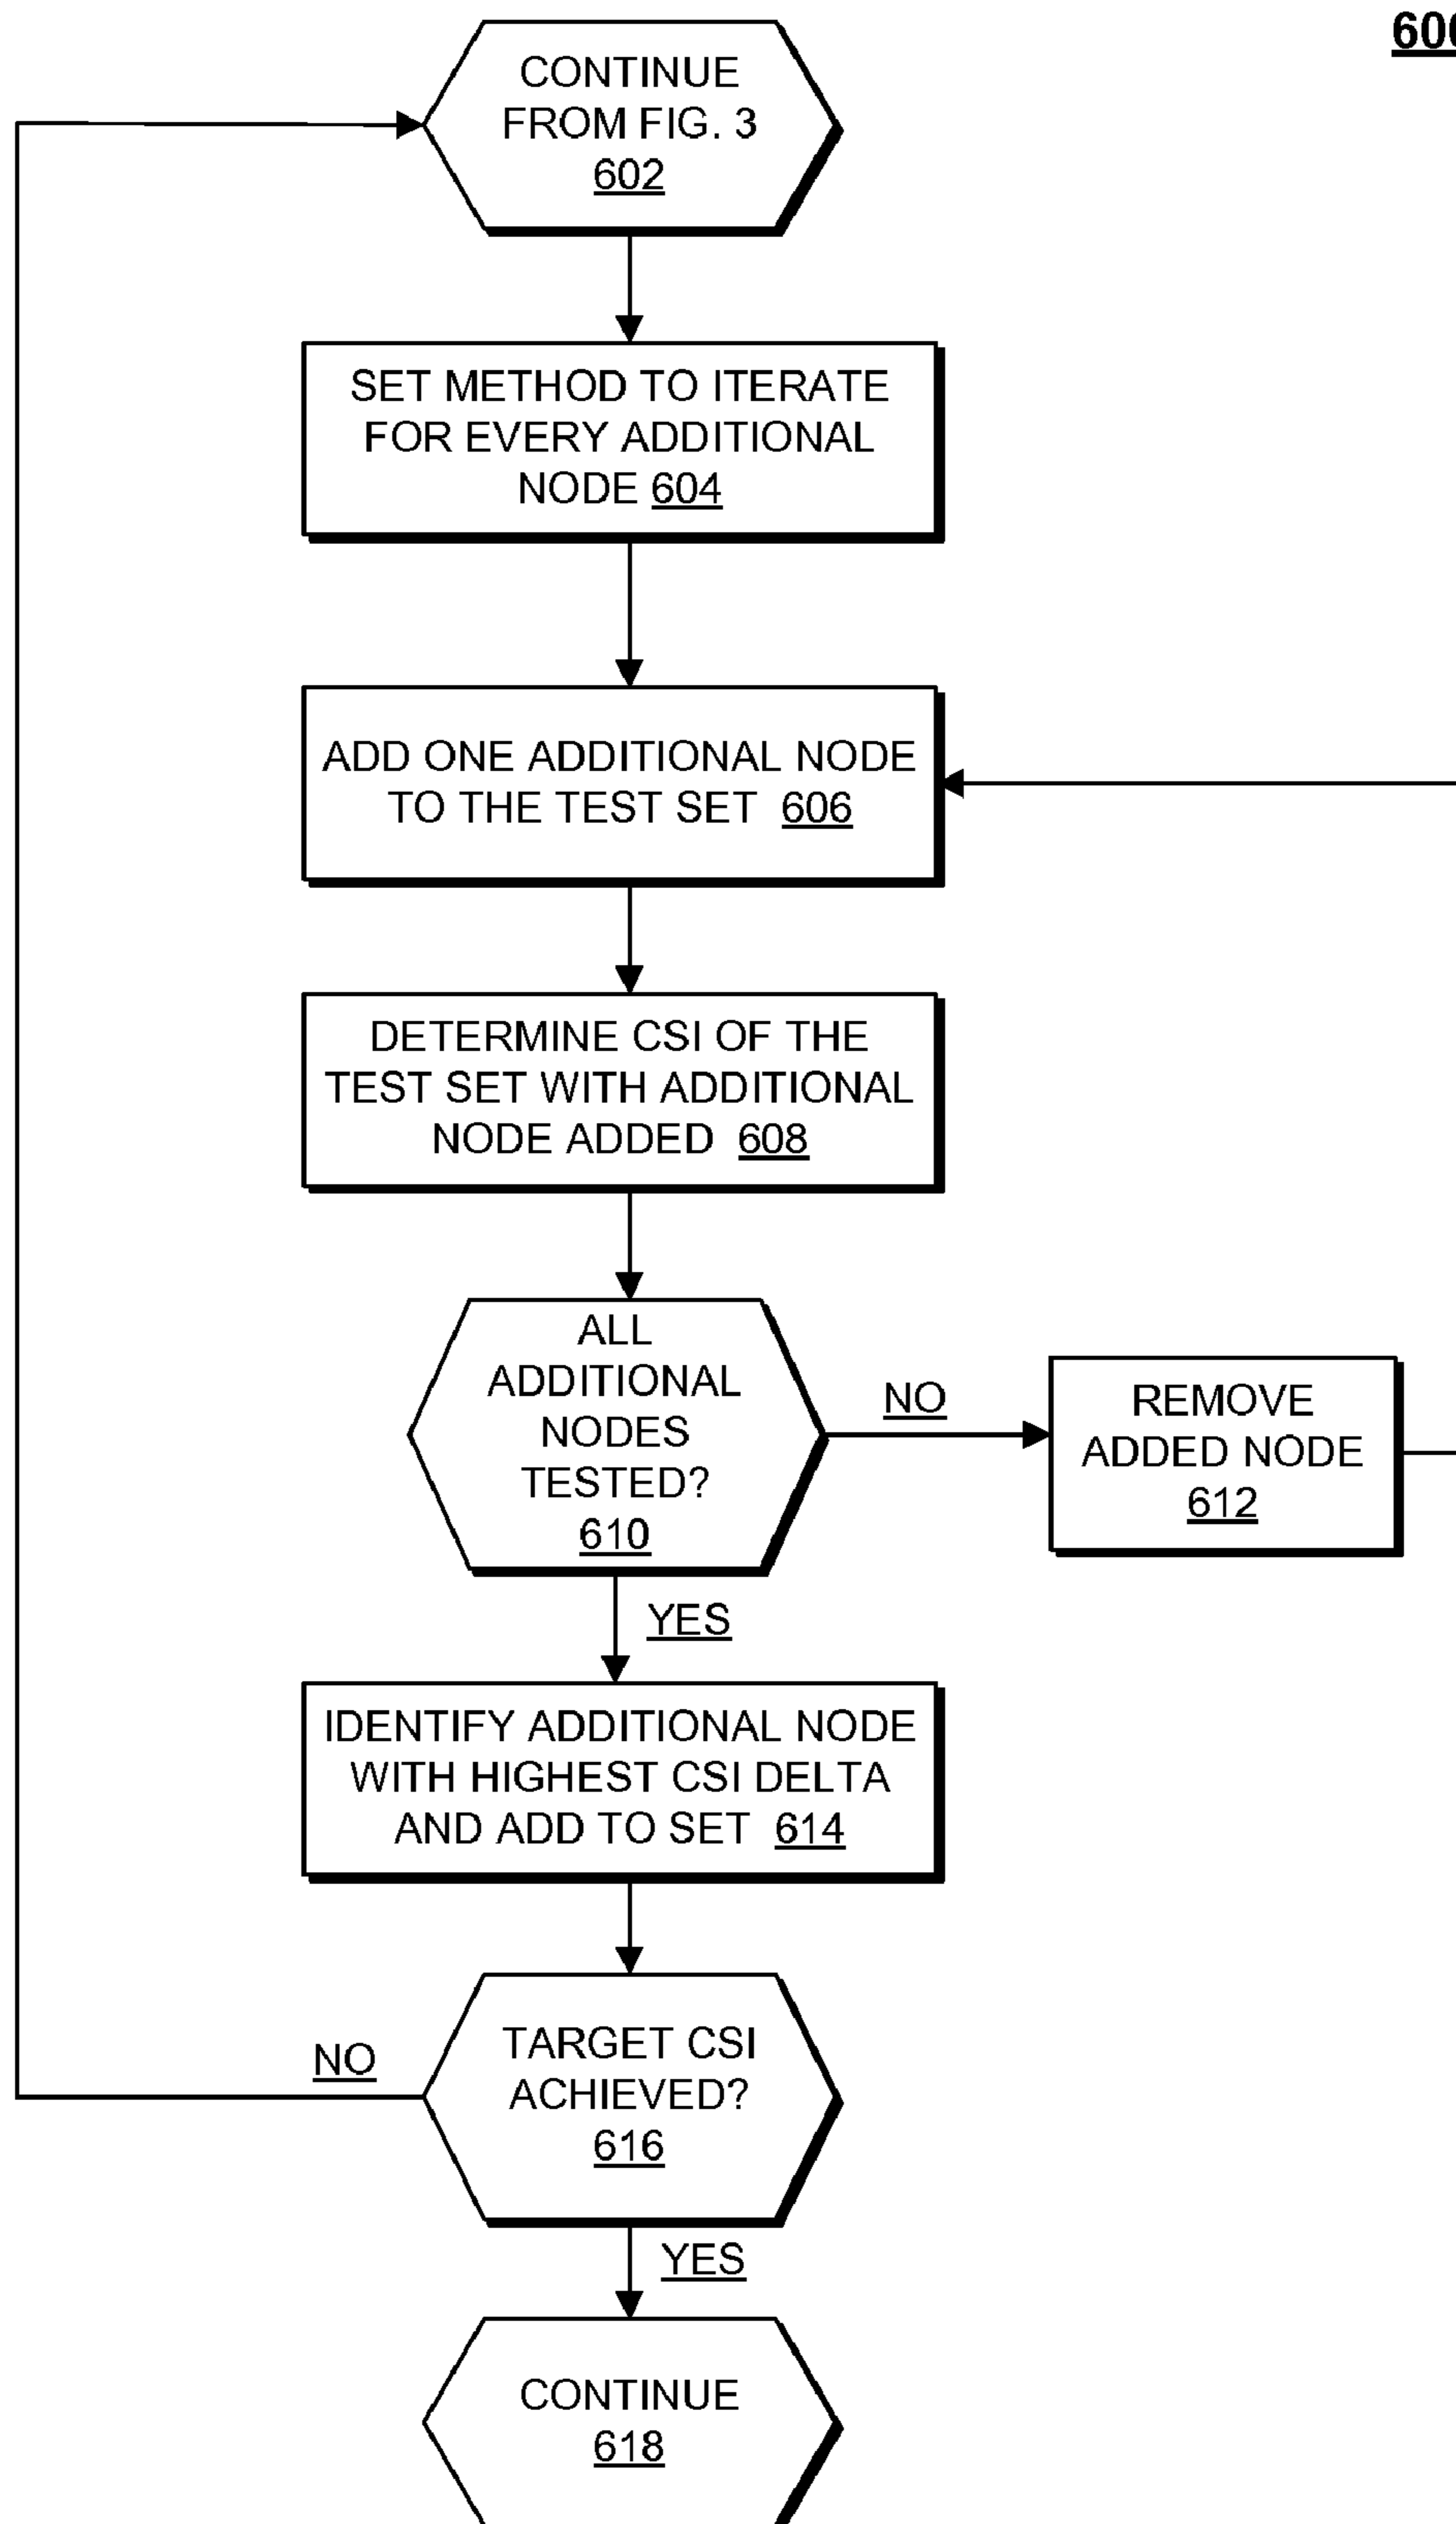 600
CONTINUE
FROM FIG. 3
602
SET METHOD TO ITERATE
FOR EVERY ADDITIONAL
NODE 604
ADD ONE ADDITIONAL NODE
TO THE TEST SET 606
DETERMINE CSI OF THE
TEST SET WITH ADDITIONAL
NODE ADDED 608
ALL
ADDITIONAL
NODES
TESTED?
610
NO
REMOVE
ADDED NODE
612
YES
IDENTIFY ADDITIONAL NODE
WITH HIGHEST CSI DELTA
AND ADD TO SET 614
TARGET CSI
ACHIEVED?
616
NO
YES
CONTINUE
618